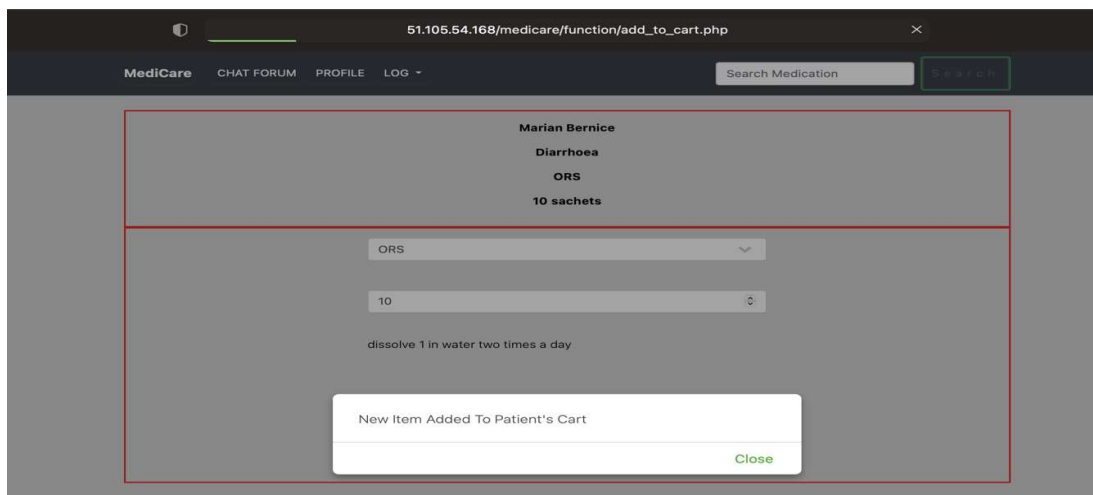 51.105.54.168/medicare/function/add_to_cart.php
MediCare CHAT FORUM PROFILE LOG Search Medication Search
Marian Bernice
Diarrhoea
ORS
10 sachets
ORS
10
dissolve 1 in water two times a day
New Item Added To Patient's Cart
Close